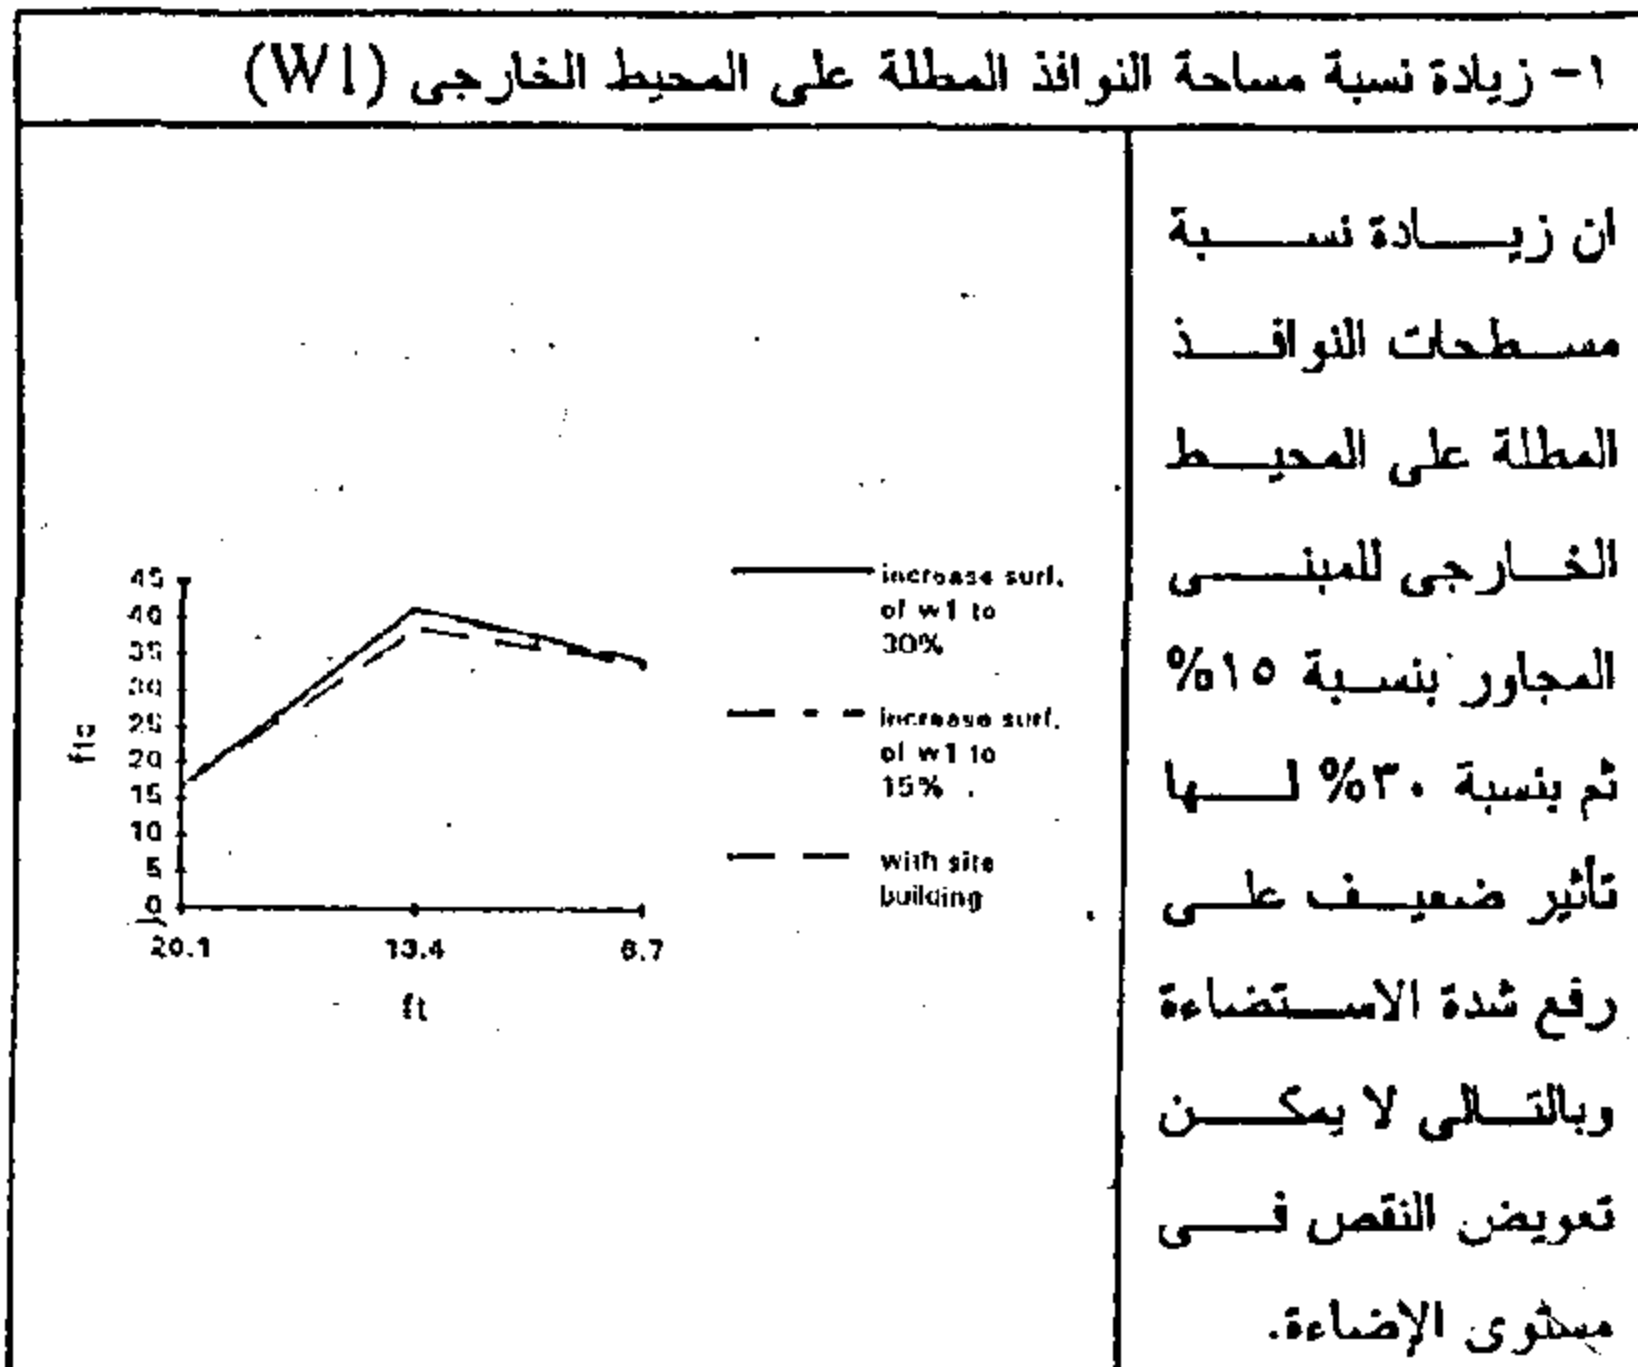 ١- زيادة نسبة مساحة النوافذ المطلة على المحيط الخارجى (W1)
ان زيادة نسبة
مسطحات النوافذ
المطلة على المحيط
الخارجى للمبنى
المجاور بنسبة ١٥%
ثم بنسبة ٣٠% لها
تأثير ضعيف على
رفع شدة الاستضاءة
وبالتالى لا يمكن
تعويض النقص فى
مستوى الإضاءة.
45
40
35
30
25
20
15
10
5
0
ftc
20.1 13.4 6.7
ft
increase surf.
of w1 to
30%
increase surf.
of w1 to
15%
with site
building